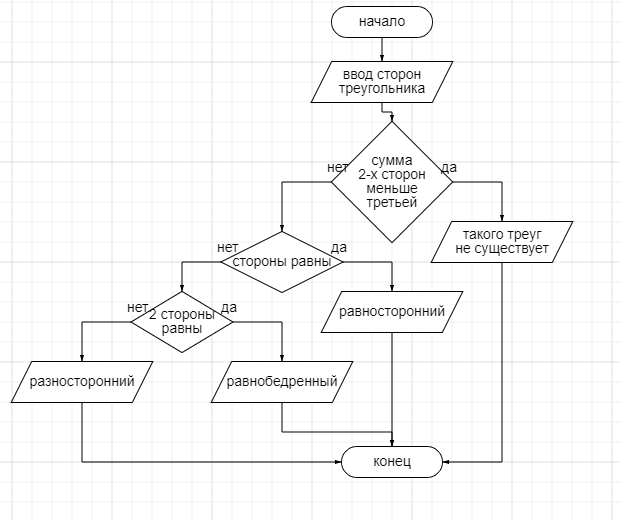 начало
ввод сторон
треугольника
сумма
2-х сторон
меньше
третьей
нет
да
такого треуг
не существует
стороны равны
нет
да
равносторонний
2 стороны
равны
нет
да
разносторонний
равнобедренный
конец